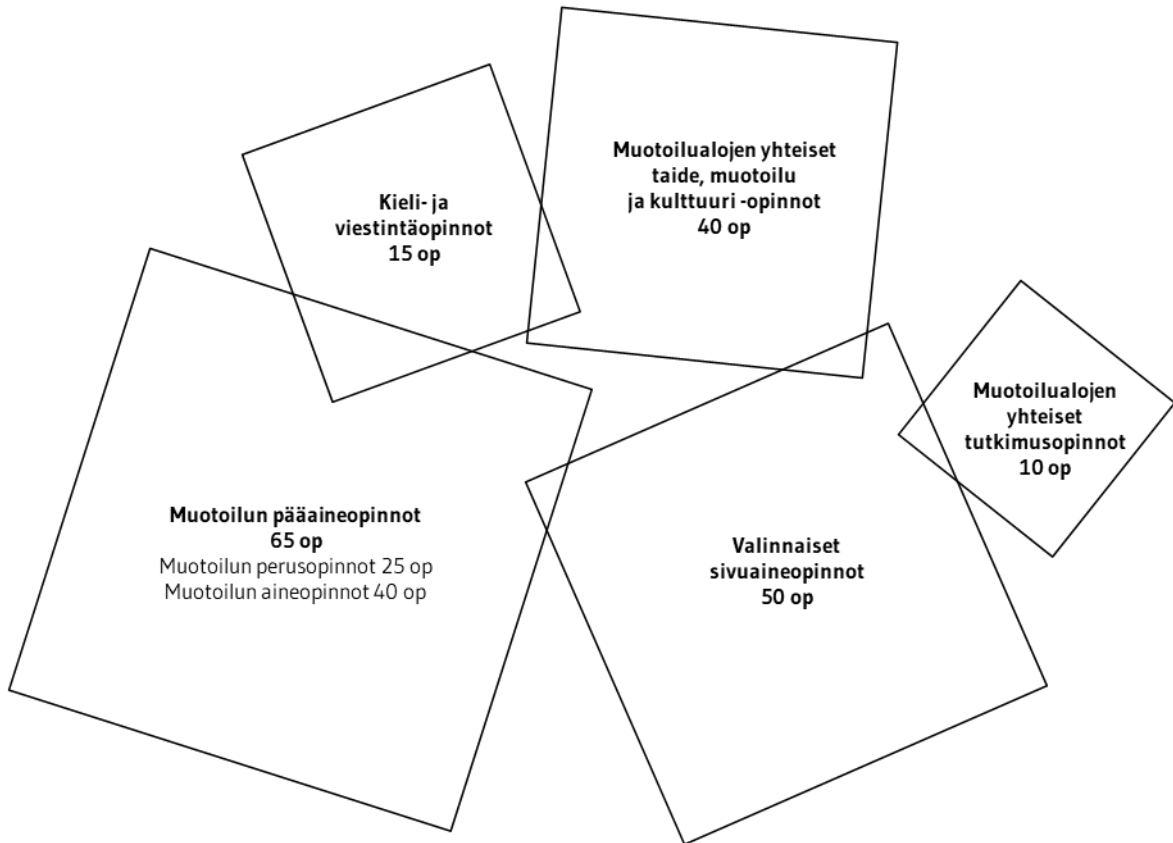 Muotoilualojen yhteiset
taide, muotoilu
ja kulttuuri -opinnot
40 op
Kieli- ja
viestintäopinnot
15 op
Muotoilualojen
yhteiset
tutkimusopinnot
10 op
Muotoilun pääaineopinnot
65 op
Muotoilun perusopinnot 25 op
Muotoilun aineopinnot 40 op
Valinnaiset
sivuaineopinnot
50 op